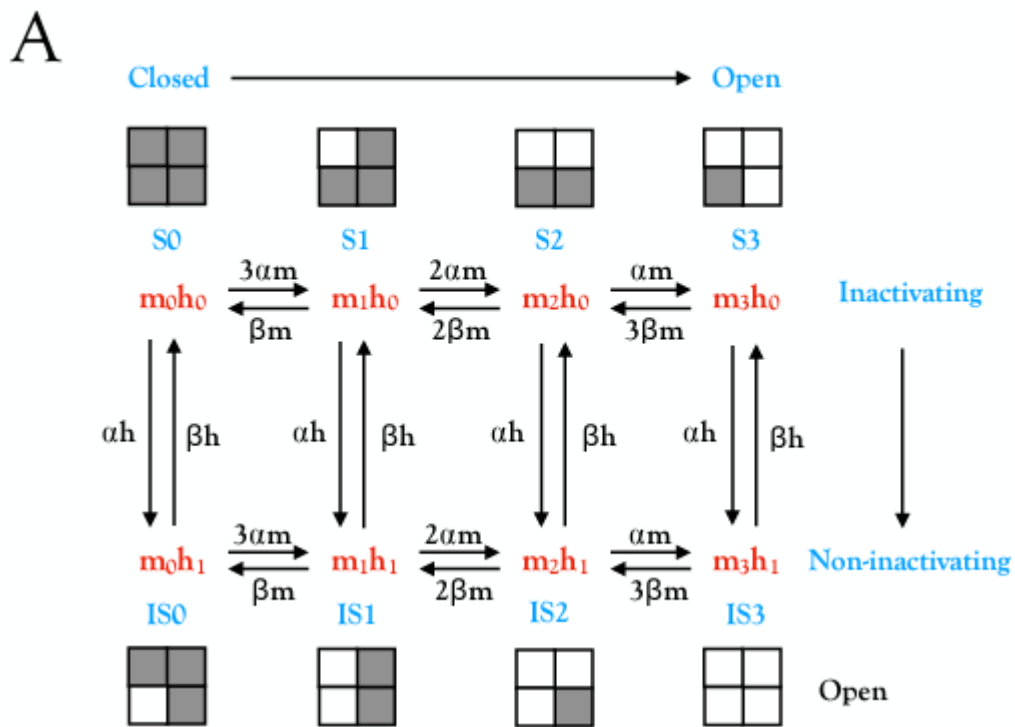 A
Closed Open
S0 S1 S2 S3
3αm 2αm αm
m₀h₀ m₁h₀ m₂h₀ m₃h₀ Inactivating
βm 2βm 3βm
αh βh αh βh αh βh αh βh
3αm 2αm αm
m₀h₁ m₁h₁ m₂h₁ m₃h₁ Non-inactivating
βm 2βm 3βm
IS0 IS1 IS2 IS3
Open